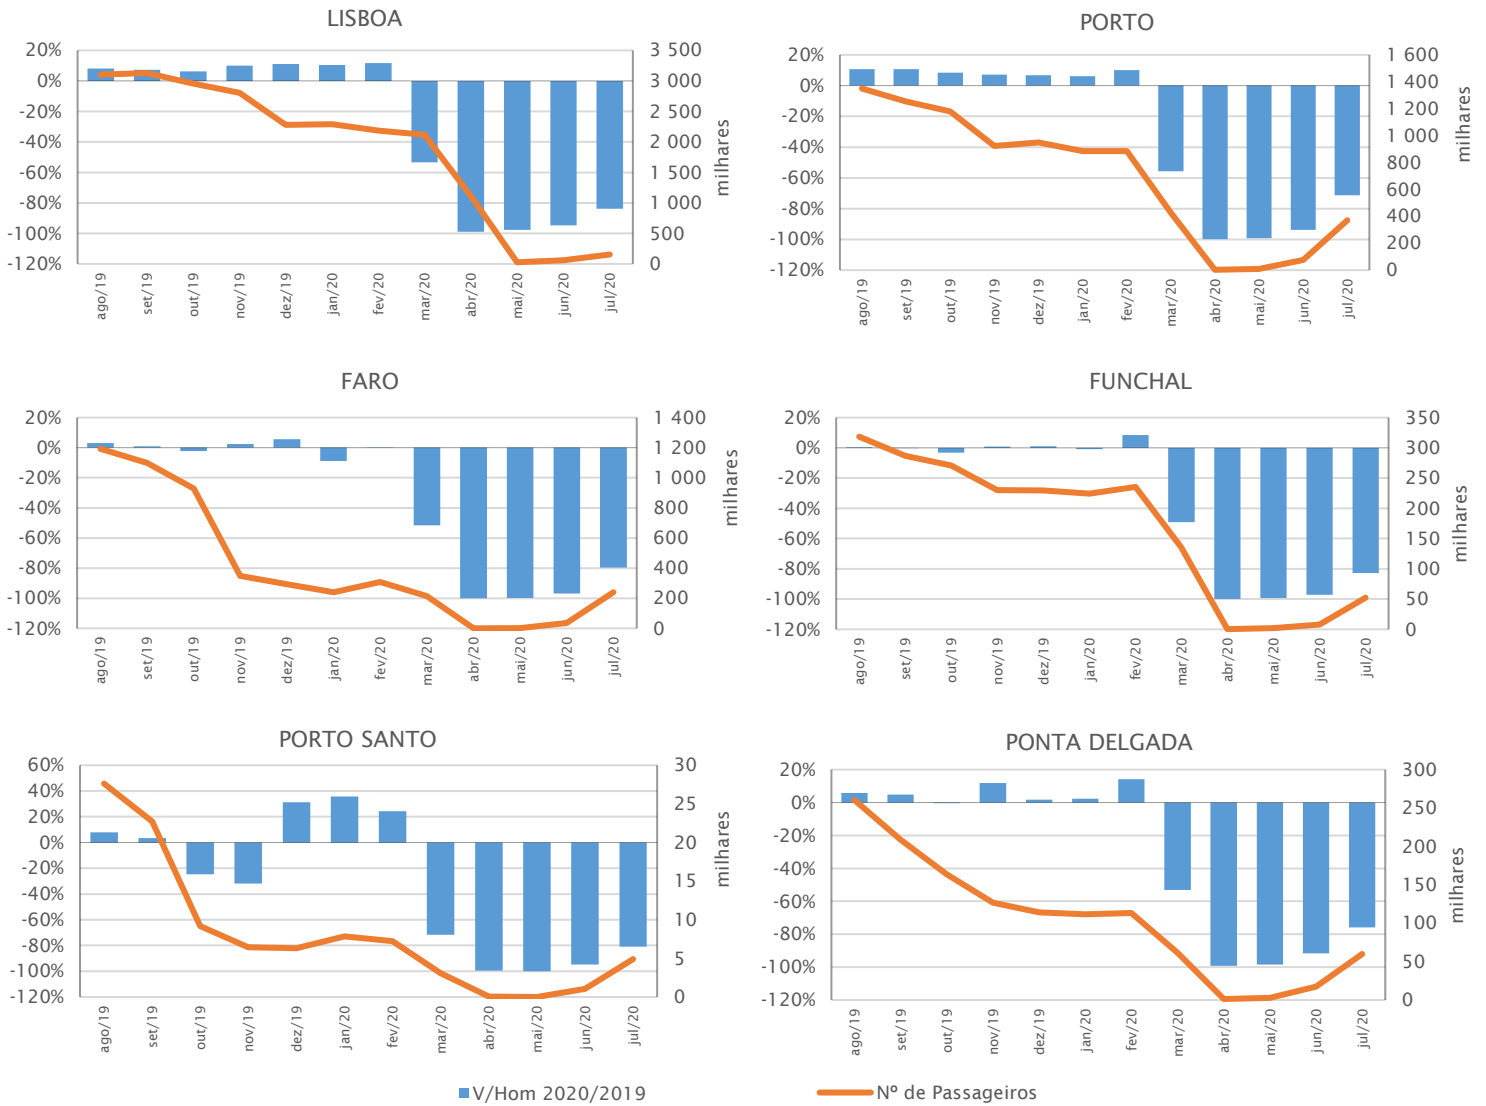 LISBOA
20%
0%
-20%
-40%
-60%
-80%
-100%
-120%
3 500
3 000
2 500
2 000
1 500
1 000
500
0
milhares
ago/19
set/19
out/19
nov/19
dez/19
jan/20
fev/20
mar/20
abr/20
mai/20
jun/20
jul/20
PORTO
20%
0%
-20%
-40%
-60%
-80%
-100%
-120%
1 600
1 400
1 200
1 000
800
600
400
200
0
milhares
ago/19
set/19
out/19
nov/19
dez/19
jan/20
fev/20
mar/20
abr/20
mai/20
jun/20
jul/20
FARO
20%
0%
-20%
-40%
-60%
-80%
-100%
-120%
1 400
1 200
1 000
800
600
400
200
0
milhares
ago/19
set/19
out/19
nov/19
dez/19
jan/20
fev/20
mar/20
abr/20
mai/20
jun/20
jul/20
FUNCHAL
20%
0%
-20%
-40%
-60%
-80%
-100%
-120%
350
300
250
200
150
100
50
0
milhares
ago/19
set/19
out/19
nov/19
dez/19
jan/20
fev/20
mar/20
abr/20
mai/20
jun/20
jul/20
PORTO SANTO
60%
40%
20%
0%
-20%
-40%
-60%
-80%
-100%
-120%
30
25
20
15
10
5
0
milhares
ago/19
set/19
out/19
nov/19
dez/19
jan/20
fev/20
mar/20
abr/20
mai/20
jun/20
jul/20
PONTA DELGADA
20%
0%
-20%
-40%
-60%
-80%
-100%
-120%
300
250
200
150
100
50
0
milhares
ago/19
set/19
out/19
nov/19
dez/19
jan/20
fev/20
mar/20
abr/20
mai/20
jun/20
jul/20
V/Hom 2020/2019
Nº de Passageiros